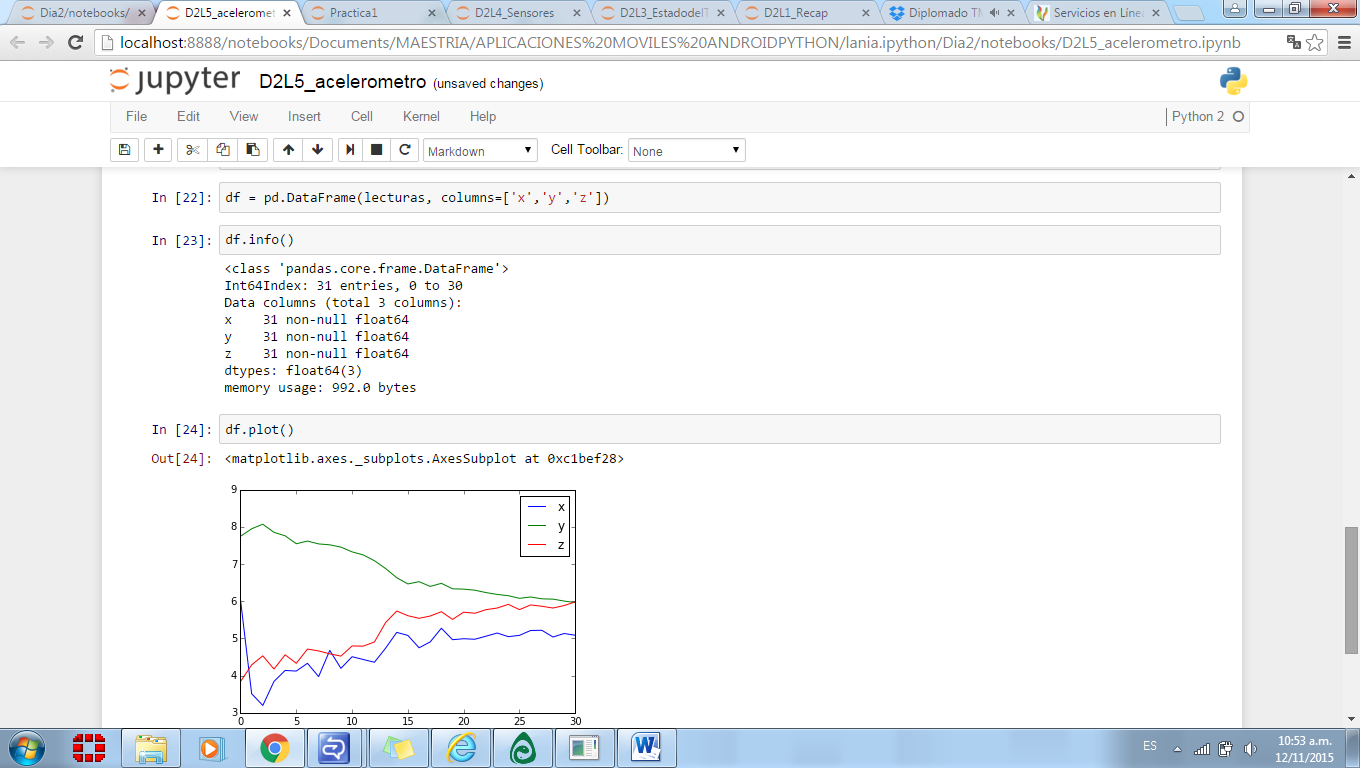 Dia2/notebooks/
D2L5_aceleromet
Practica1
D2L4_Sensores
D2L3_EstadodelT
D2L1_Recap
Diplomado TM
Servicios en Líne
localhost:8888/notebooks/Documents/MAESTRIA/APLICACIONES%20MOVILES%20ANDROIDPYTHON/lania.ipython/Dia2/notebooks/D2L5_acelerometro.ipynb
jupyter D2L5_acelerometro (unsaved changes)
File Edit View Insert Cell Kernel Help Python 2
Markdown Cell Toolbar: None
In [22]: df = pd.DataFrame(lecturas, columns=['x','y','z'])
In [23]: df.info()
<class 'pandas.core.frame.DataFrame'>
Int64Index: 31 entries, 0 to 30
Data columns (total 3 columns):
x    31 non-null float64
y    31 non-null float64
z    31 non-null float64
dtypes: float64(3)
memory usage: 992.0 bytes
In [24]: df.plot()
Out[24]: <matplotlib.axes._subplots.AxesSubplot at 0xc1bef28>
9
8
7
6
5
4
3
x
y
z
0 5 10 15 20 25 30
ES
10:53 a.m.
12/11/2015